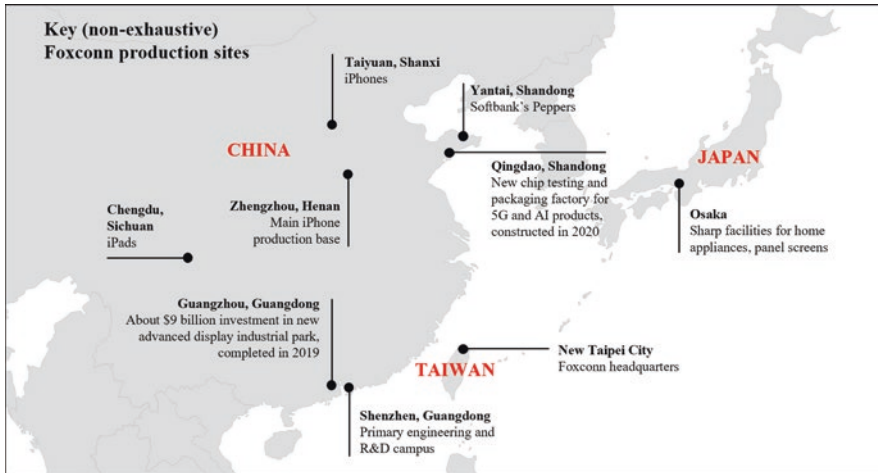 Key (non-exhaustive)
Foxconn production sites
Taiyuan, Shanxi
iPhones
Yantai, Shandong
Softbank's Peppers
CHINA
JAPAN
Qingdao, Shandong
New chip testing and
packaging factory for
5G and AI products,
constructed in 2020
Zhengzhou, Henan
Main iPhone
production base
Chengdu,
Sichuan
iPads
Osaka
Sharp facilities for home
appliances, panel screens
Guangzhou, Guangdong
About $9 billion investment in new
advanced display industrial park,
completed in 2019
New Taipei City
Foxconn headquarters
TAIWAN
Shenzhen, Guangdong
Primary engineering and
R&D campus